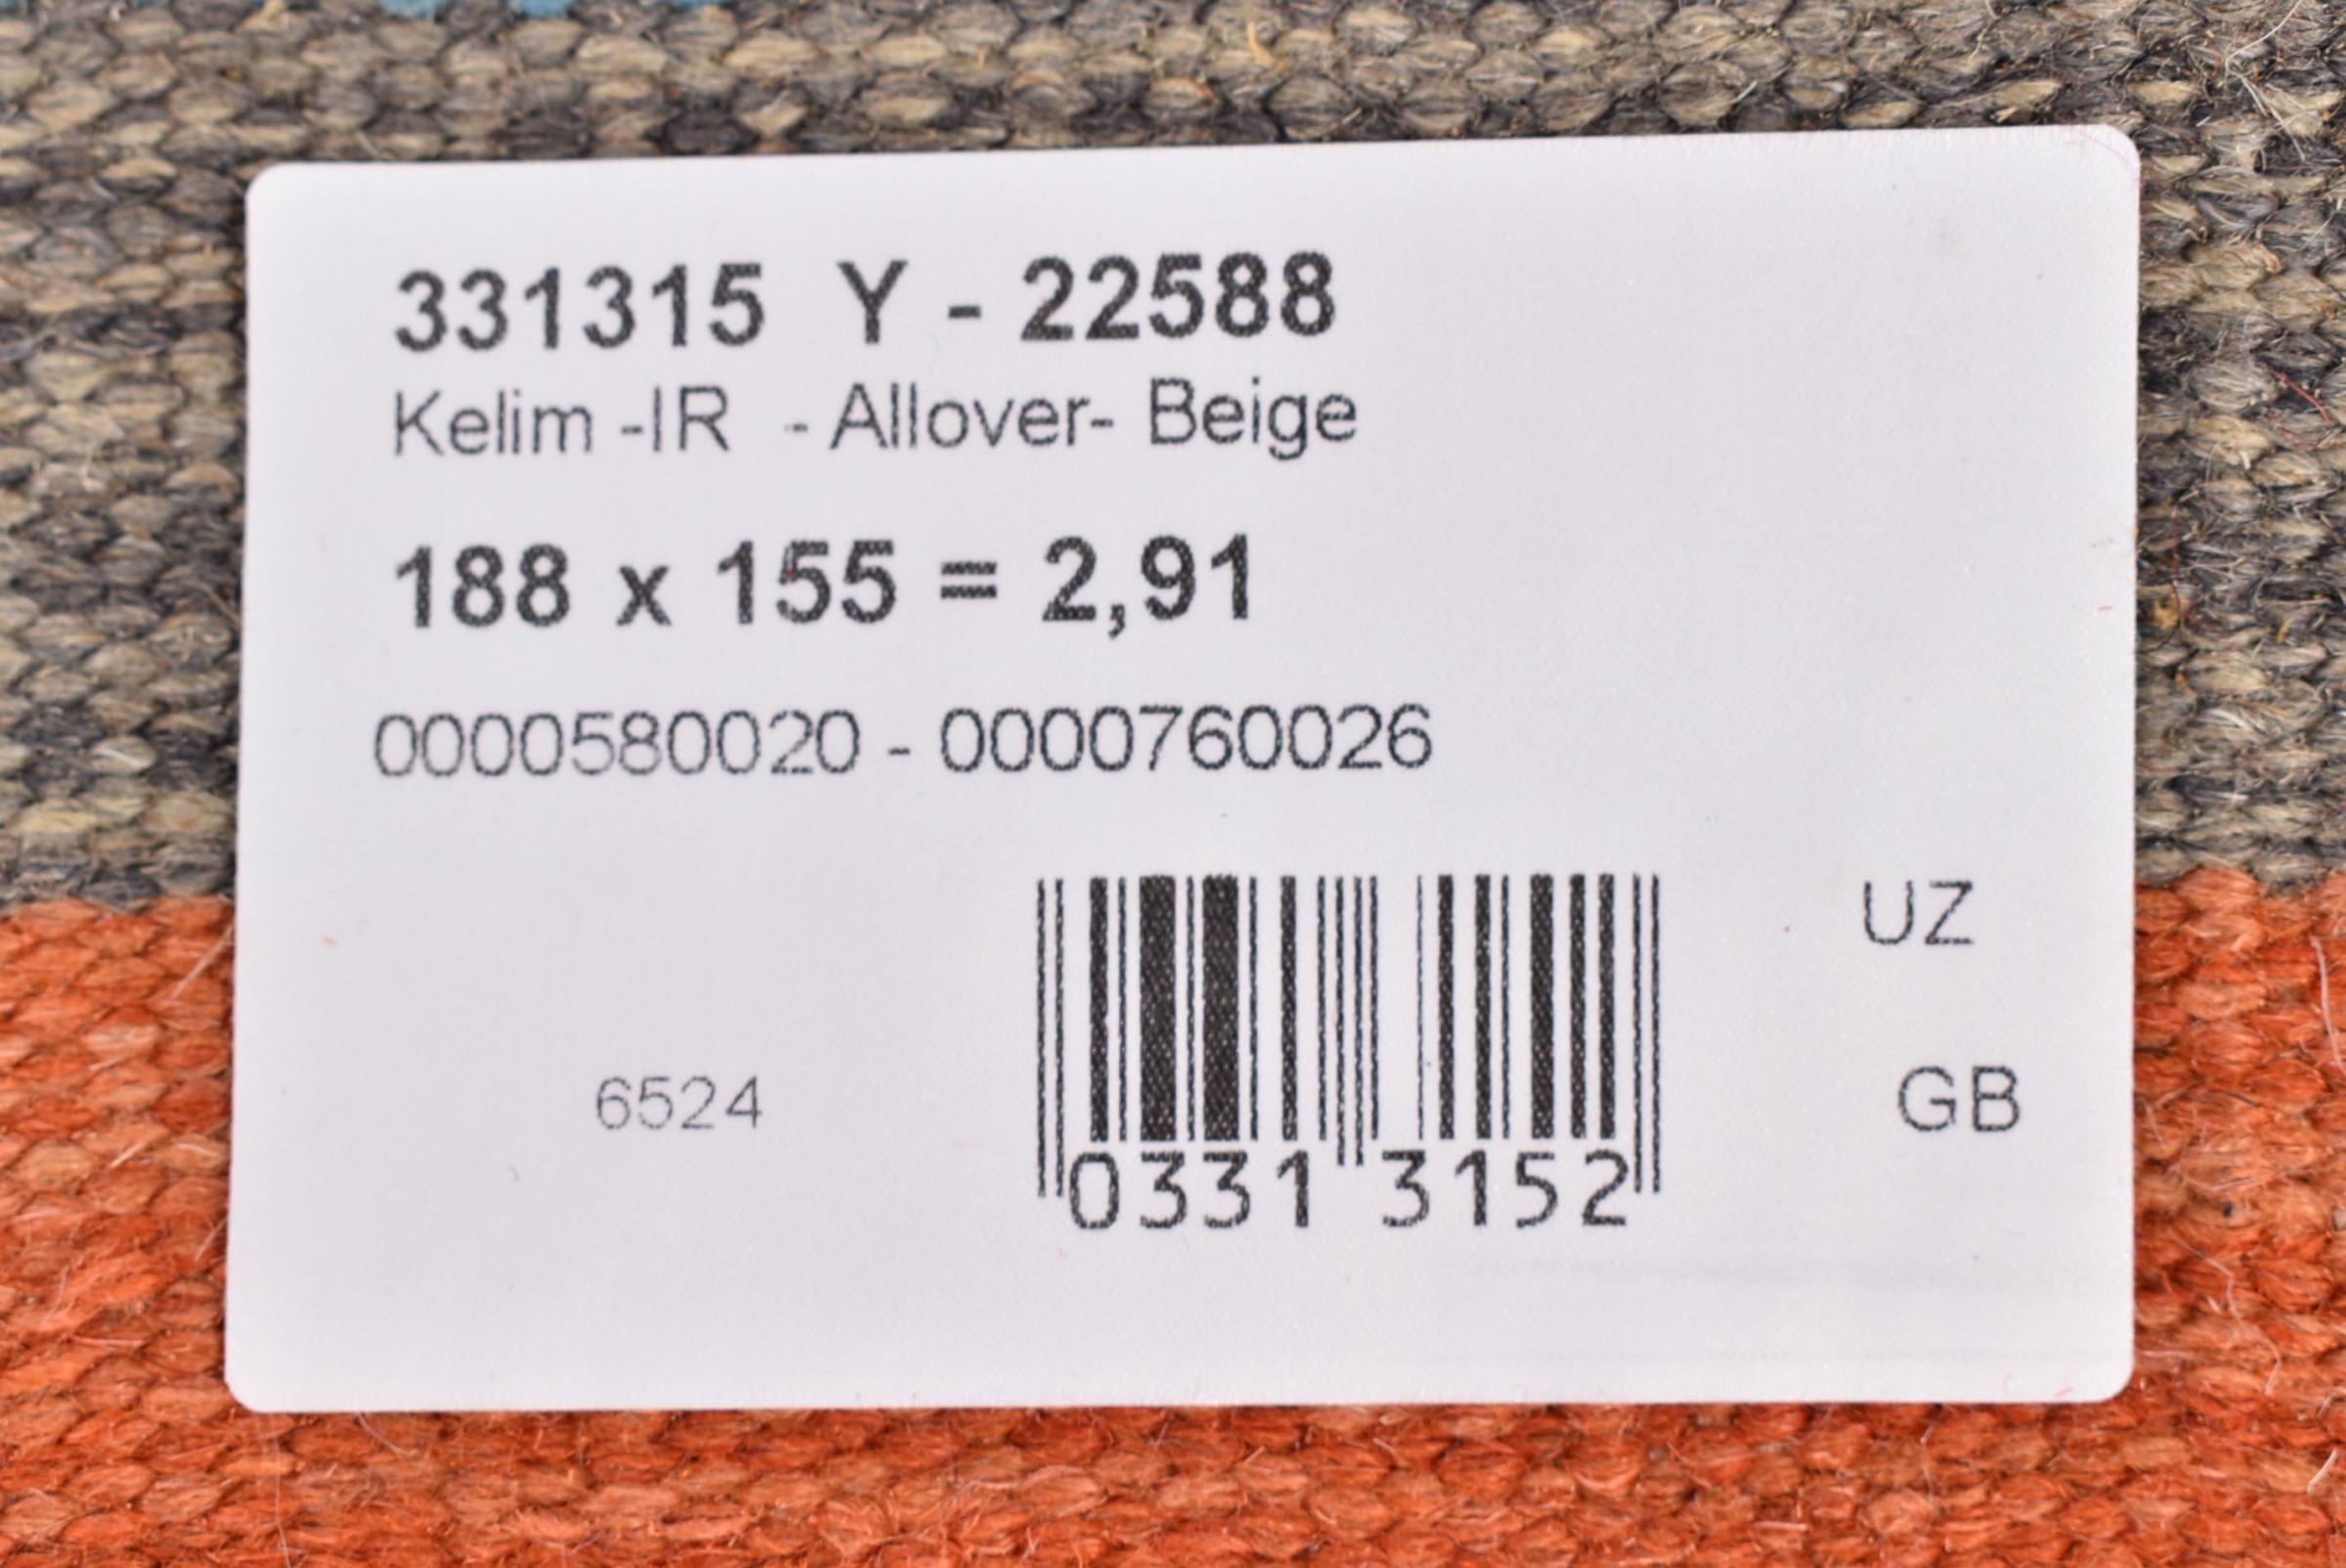 331315 Y - 22588
Kelim -IR - Allover- Beige
188 x 155 = 2,91
0000580020 - 0000760026
UZ
6524
GB
0331 3152